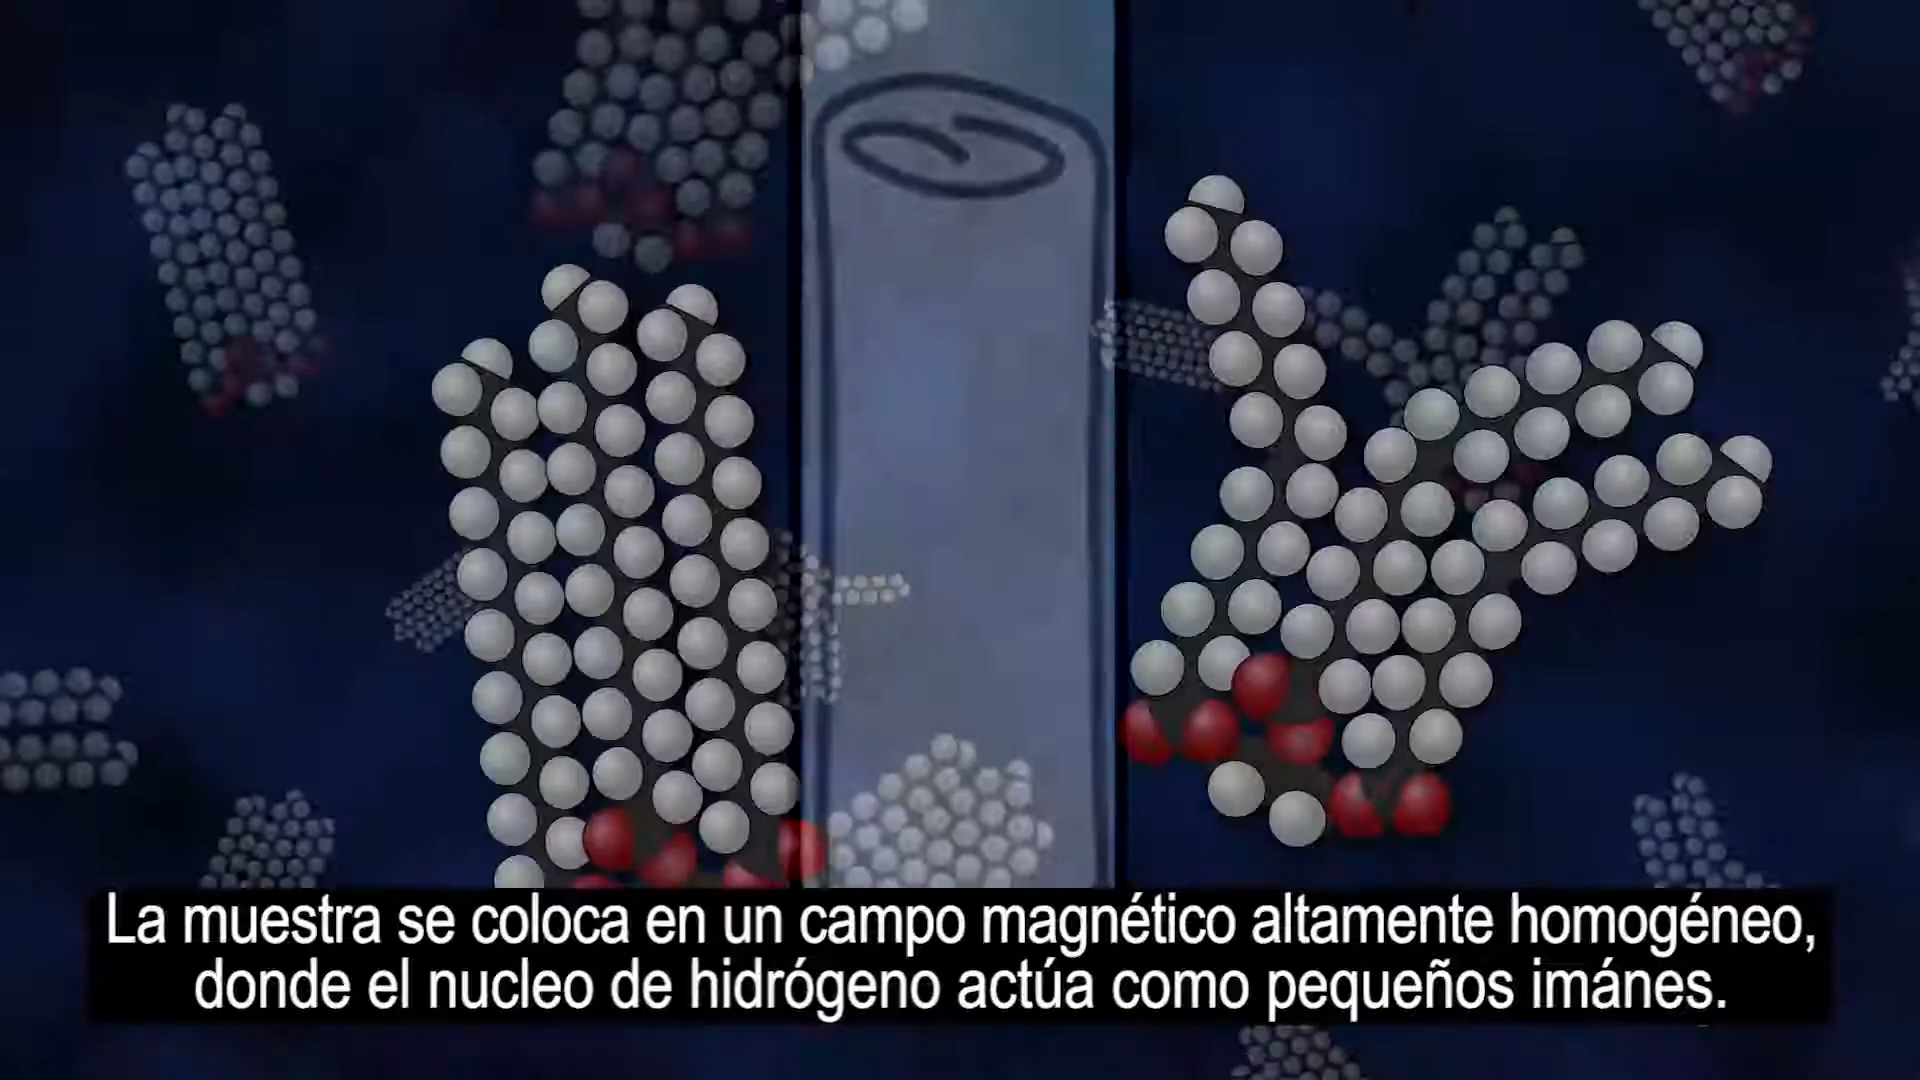 La muestra se coloca en un campo magnético altamente homogéneo,
donde el nucleo de hidrógeno actúa como pequeños imánes.